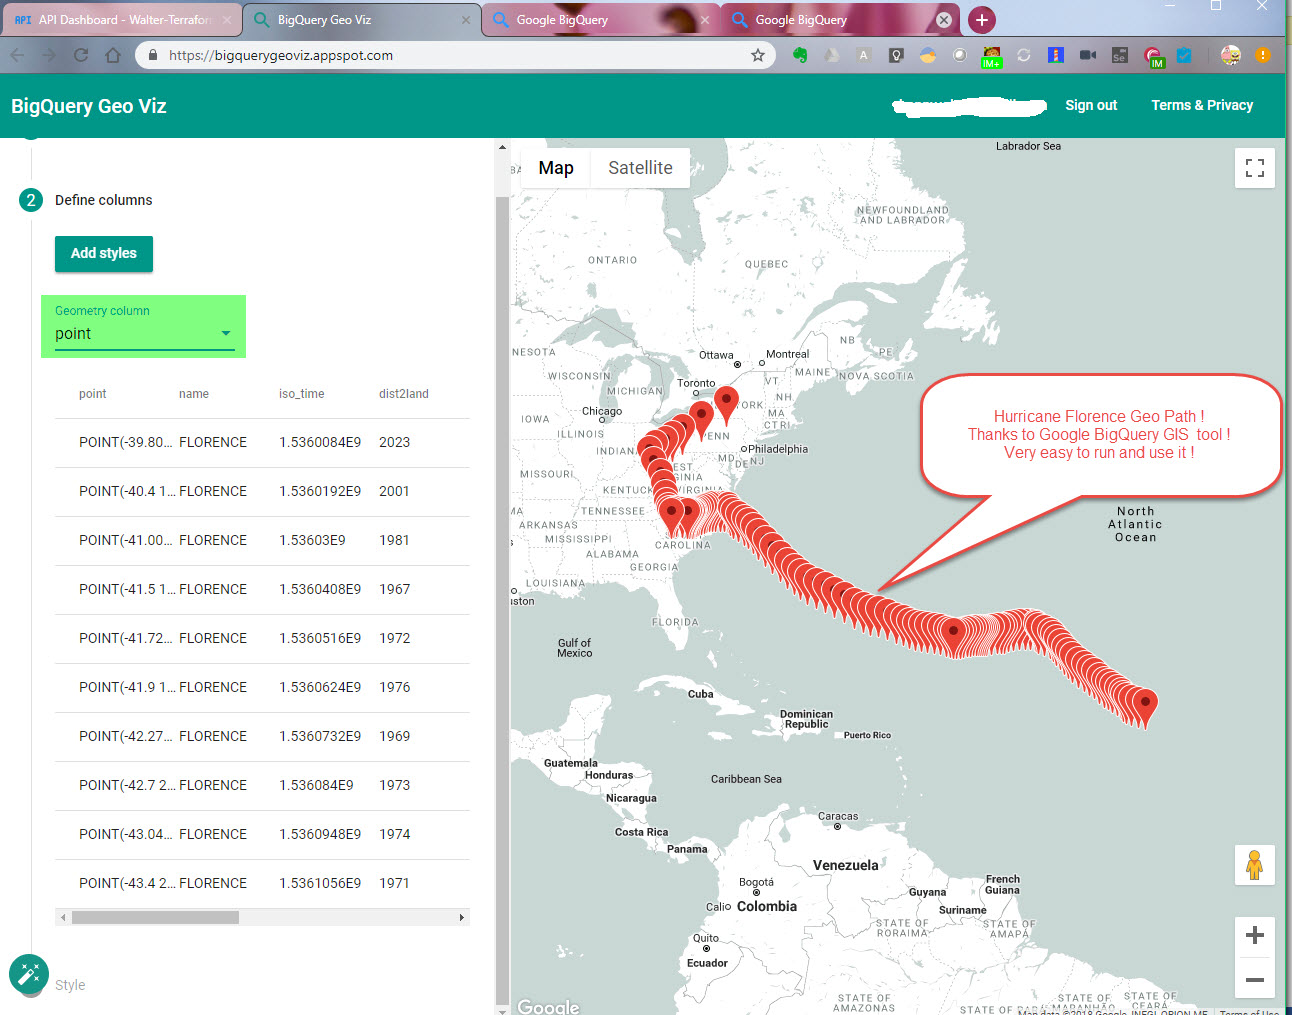 API API Dashboard - Walter-Terraform
BigQuery Geo Viz
Google BigQuery
Google BigQuery
https://bigquerygeoviz.appspot.com
BigQuery Geo Viz
Sign out
Terms & Privacy
2 Define columns
Add styles
Geometry column
point
point name iso_time dist2land
POINT(-39.80... FLORENCE 1.5360084E9 2023
POINT(-40.4 1... FLORENCE 1.5360192E9 2001
POINT(-41.00... FLORENCE 1.53603E9 1981
POINT(-41.5 1... FLORENCE 1.5360408E9 1967
POINT(-41.72... FLORENCE 1.5360516E9 1972
POINT(-41.9 1... FLORENCE 1.5360624E9 1976
POINT(-42.27... FLORENCE 1.5360732E9 1969
POINT(-42.7 2... FLORENCE 1.536084E9 1973
POINT(-43.04... FLORENCE 1.5360948E9 1974
POINT(-43.4 2... FLORENCE 1.5361056E9 1971
Style
Map
Satellite
Labrador Sea
NEWFOUNDLAND
AND LABRADOR
ONTARIO
QUEBEC
NESOTA
Ottawa
Montreal
NB
PE
WISCONSIN
MICHIGAN
Toronto
VT
MAINE
NOVA SCOTIA
NH
IOWA
Chicago
ORK
MA
CT RI
ILLINOIS
INDIAN
PENN
Philadelphia
MD
DE
NJ
MISSOURI
EST
GINIA
KENTUCK
VIRGINIA
TENNESSEE
ARKANSAS
MISSISSIPPI
CAROLINA
ALABAMA
GEORGIA
LOUISIANA
uston
FLORIDA
Gulf of
Mexico
Hurricane Florence Geo Path !
Thanks to Google BigQuery GIS tool !
Very easy to run and use it !
North
Atlantic
Ocean
Cuba
Dominican
Republic
Puerto Rico
Guatemala
Honduras
Caribbean Sea
Nicaragua
Costa Rica
Panama
Caracas
Venezuela
Bogotá
Cali
Colombia
Guyana
French
Guiana
Suriname
STATE OF
RORAIMA
STATE OF
AMAPÁ
Quito
Ecuador
STATE OF
AMAZONAS
STATE OF
STATE OF
PARÁ
STATE OF
CEARÁ
Google
Map data ©2018 Google, INEGI, ORION-ME
Terms of Use